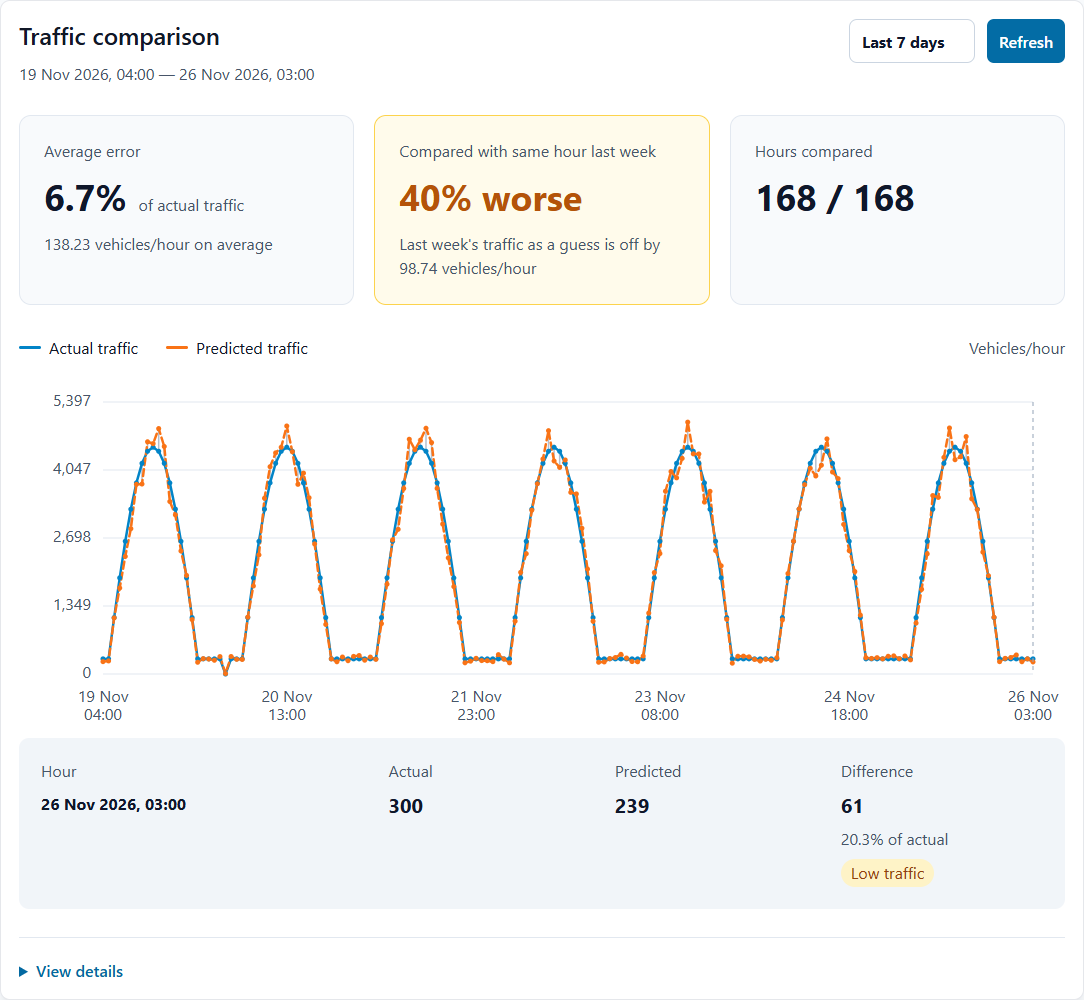 Traffic comparison
Last 7 days
Refresh
19 Nov 2026, 04:00 — 26 Nov 2026, 03:00
Average error
6.7% of actual traffic
138.23 vehicles/hour on average
Compared with same hour last week
40% worse
Last week's traffic as a guess is off by
98.74 vehicles/hour
Hours compared
168 / 168
Actual traffic
Predicted traffic
Vehicles/hour
5,397
4,047
2,698
1,349
0
19 Nov
04:00
20 Nov
13:00
21 Nov
23:00
23 Nov
08:00
24 Nov
18:00
26 Nov
03:00
Hour
26 Nov 2026, 03:00
Actual
300
Predicted
239
Difference
61
20.3% of actual
Low traffic
View details